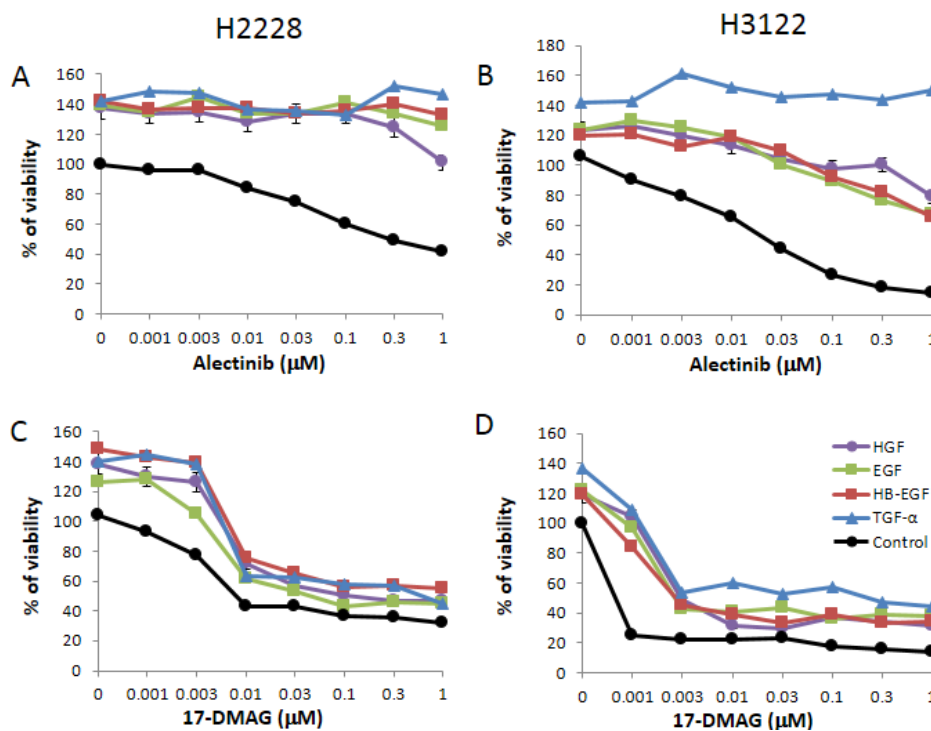 H2228
H3122
A
% of viability
160
140
120
100
80
60
40
20
0
0 0.001 0.003 0.01 0.03 0.1 0.3 1
Alectinib (μM)
B
% of viability
180
160
140
120
100
80
60
40
20
0
0 0.001 0.003 0.01 0.03 0.1 0.3 1
Alectinib (μM)
C
% of viability
160
140
120
100
80
60
40
20
0
0 0.001 0.003 0.01 0.03 0.1 0.3 1
17-DMAG (μM)
D
% of viability
160
140
120
100
80
60
40
20
0
0 0.001 0.003 0.01 0.03 0.1 0.3 1
17-DMAG (μM)
HGF
EGF
HB-EGF
TGF-α
Control